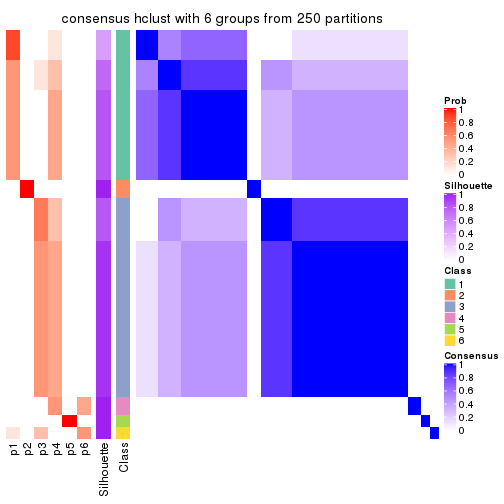 consensus hclust with 6 groups from 250 partitions
Prob
1
0.8
0.6
0.4
0.2
0
Silhouette
1
0.8
0.6
0.4
0.2
0
Class
1
2
3
4
5
6
Consensus
1
0.8
0.6
0.4
0.2
0
p1
p2
p3
p4
p5
p6
Silhouette
Class